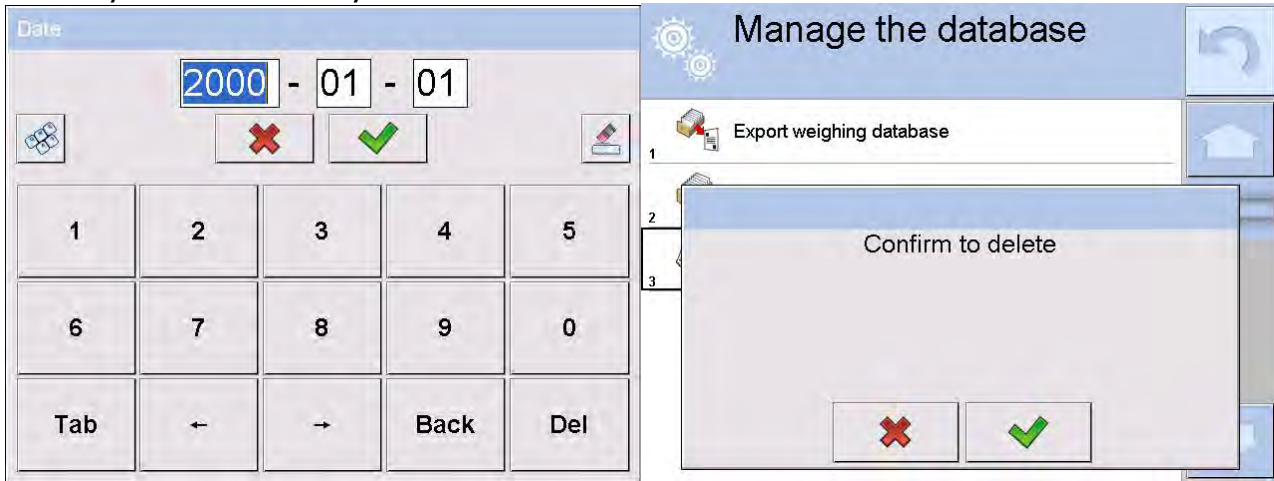 Date
2000 - 01 - 01
1 2 3 4 5
6 7 8 9 0
Tab ← → Back Del
Manage the database
1 Export weighing database
2
3
Confirm to delete